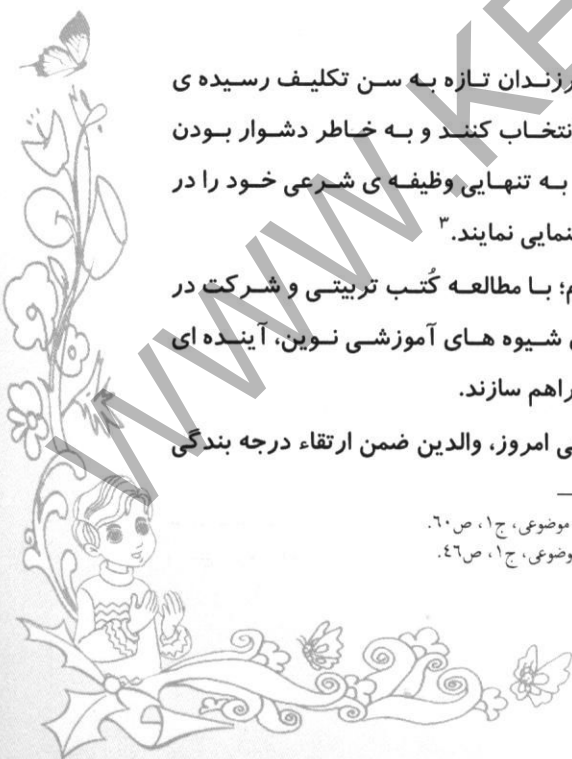 رزندان تازه به سن تکلیف رسیده ی
نتخاب کنند و به خاطر دشوار بودن
به تنهایی وظیفه ی شرعی خود را در
نمایی نمایند.۳
م؛ با مطالعه کُتب تربیتی و شرکت در
شیوه های آموزشی نوین، آینده ای
راهم سازند.
ی امروز، والدین ضمن ارتقاء درجه بندگی
موضوعی، ج۱، ص۶۰.
وضوعی، ج۱، ص۴۶.
WWW.KE